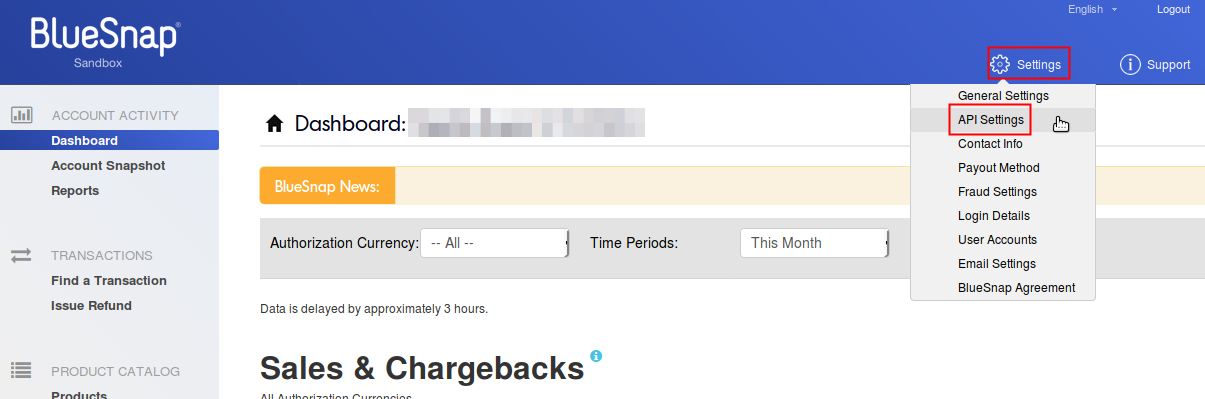 English
Logout
BlueSnap®
Sandbox
Settings
Support
General Settings
API Settings
Contact Info
Payout Method
Fraud Settings
Login Details
User Accounts
Email Settings
BlueSnap Agreement
ACCOUNT ACTIVITY
Dashboard
Account Snapshot
Reports
TRANSACTIONS
Find a Transaction
Issue Refund
PRODUCT CATALOG
Products
Dashboard:
BlueSnap News:
Authorization Currency: -- All -- Time Periods: This Month
Data is delayed by approximately 3 hours.
Sales & Chargebacks
All Authorization Currencies